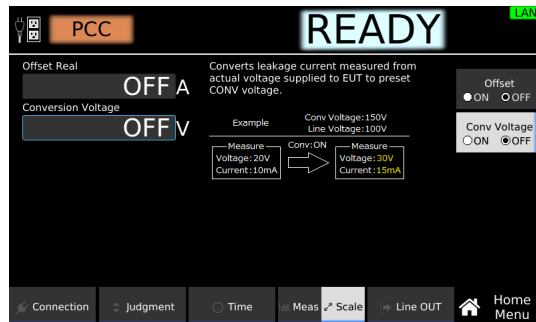 PCC
READY
LAN
Offset Real
OFF A
Conversion Voltage
OFF V
Converts leakage current measured from
actual voltage supplied to EUT to preset
CONV voltage.
Example
Conv Voltage:150V
Line Voltage:100V
Measure
Voltage:20V
Current:10mA
Conv:ON
Measure
Voltage:30V
Current:15mA
Offset
ON OFF
Conv Voltage
ON OFF
Connection
Judgment
Time
Meas
Scale
Line OUT
Home
Menu